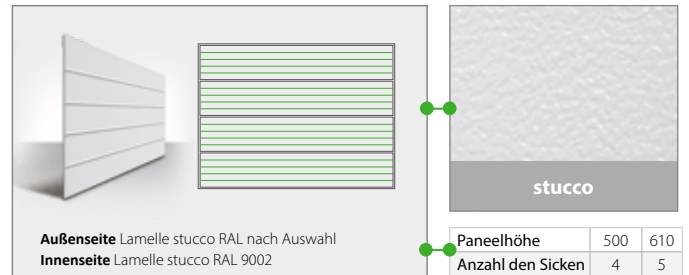 stucco
Außenseite Lamelle stucco RAL nach Auswahl
Innenseite Lamelle stucco RAL 9002
Paneelhöhe 500 610
Anzahl den Sicken 4 5